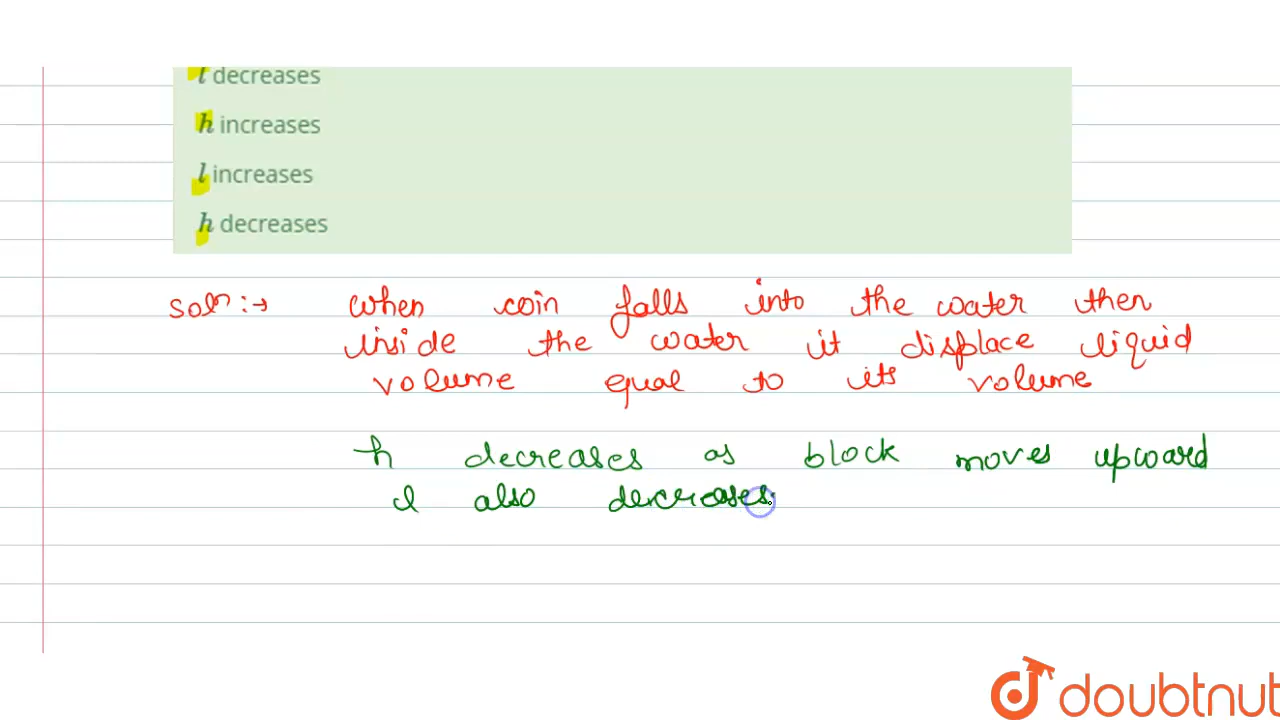 l decreases
h increases
l increases
h decreases
Soln:→ When coin falls into the water then
inside the water it displace liquid
volume equal to its volume
h decreases as block moves upward
l also decreases.
doubtnut